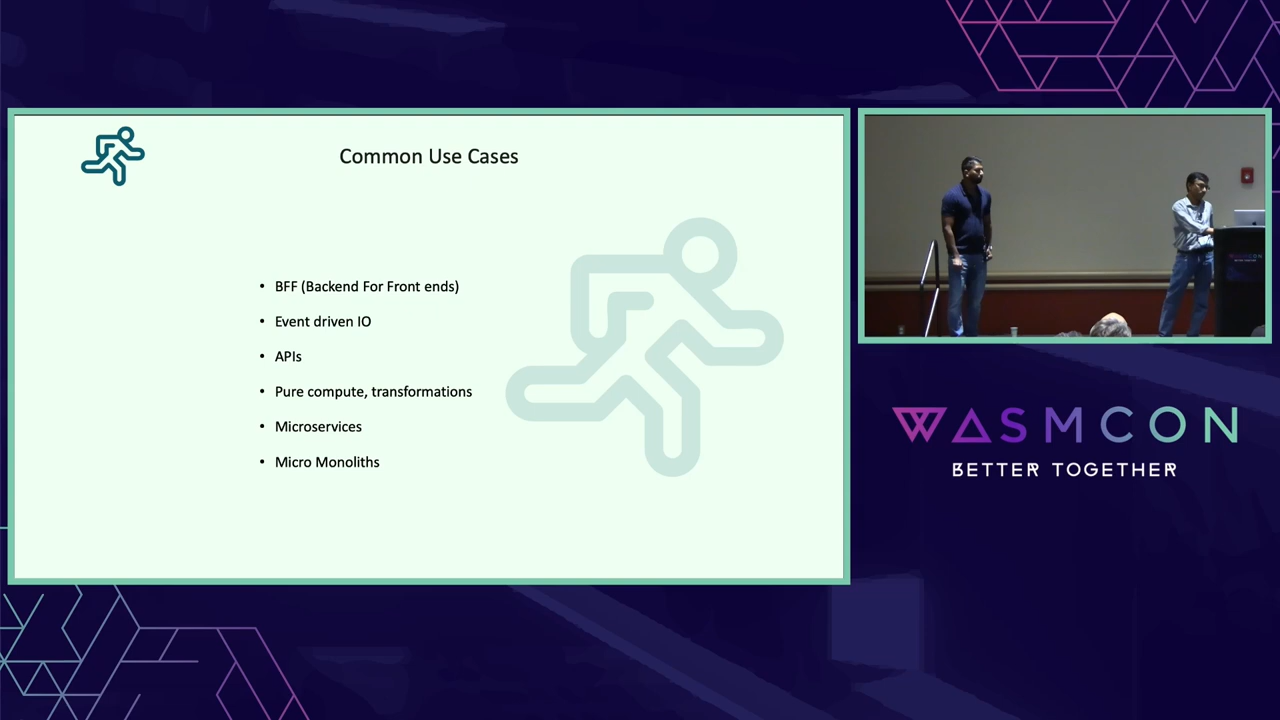 Common Use Cases
• BFF (Backend For Front ends)
• Event driven IO
• APIs
• Pure compute, transformations
• Microservices
• Micro Monoliths
WASMCON
BETTER TOGETHER